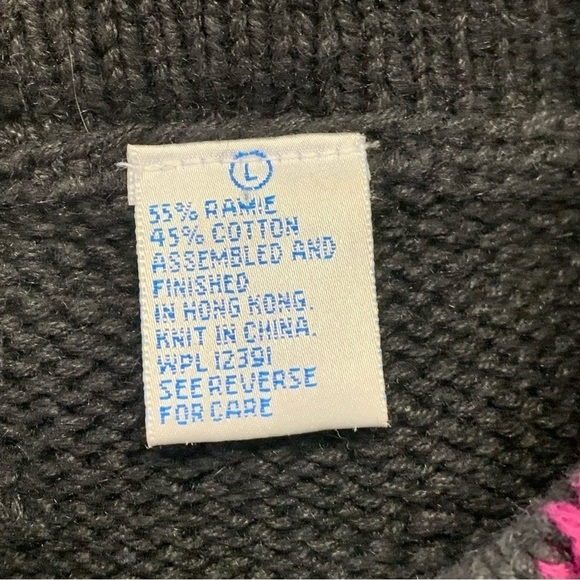 L
55% RAMIE
45% COTTON
ASSEMBLED AND
FINISHED
IN HONG KONG.
KNIT IN CHINA.
WPL 12391
SEE REVERSE
FOR CARE